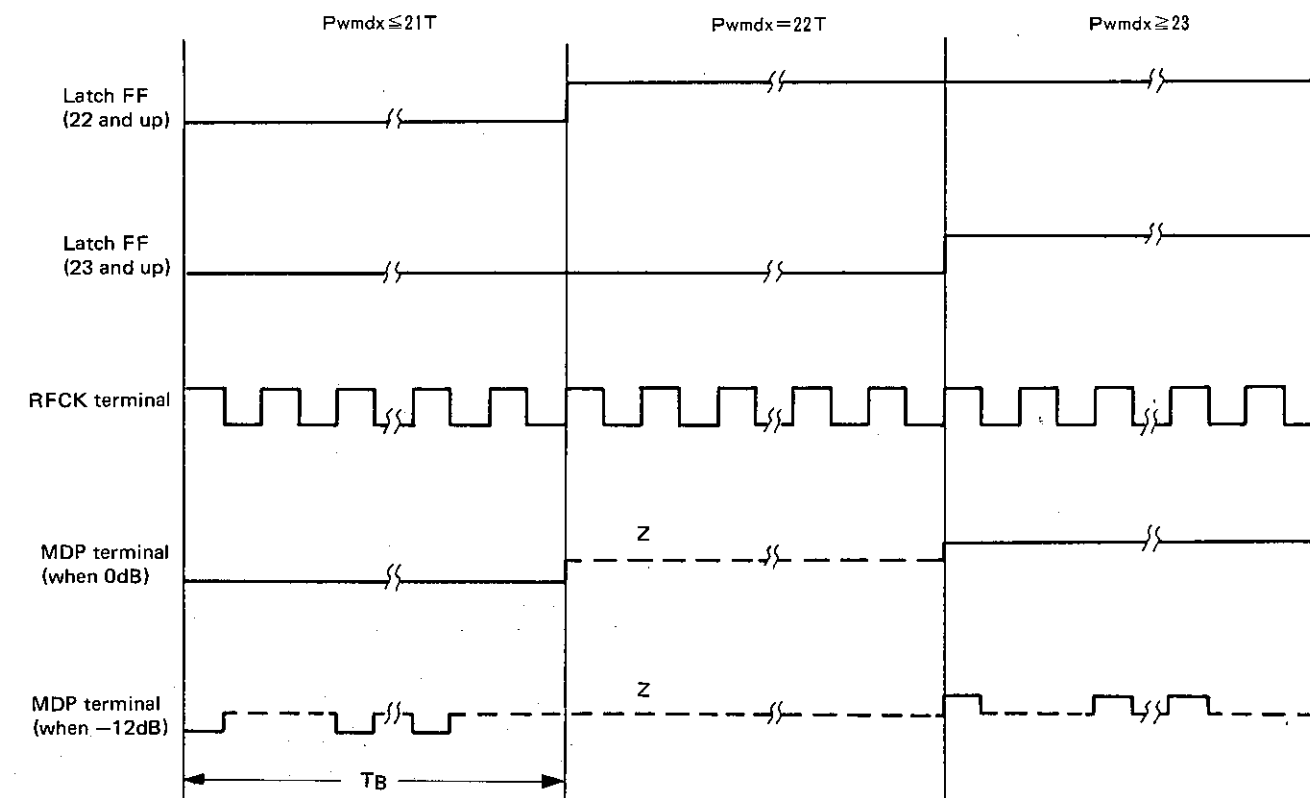 Pwmdx≦21T
Pwmdx=22T
Pwmdx≧23
Latch FF
(22 and up)
Latch FF
(23 and up)
RFCK terminal
MDP terminal
(when 0dB)
Z
MDP terminal
(when −12dB)
Z
TB